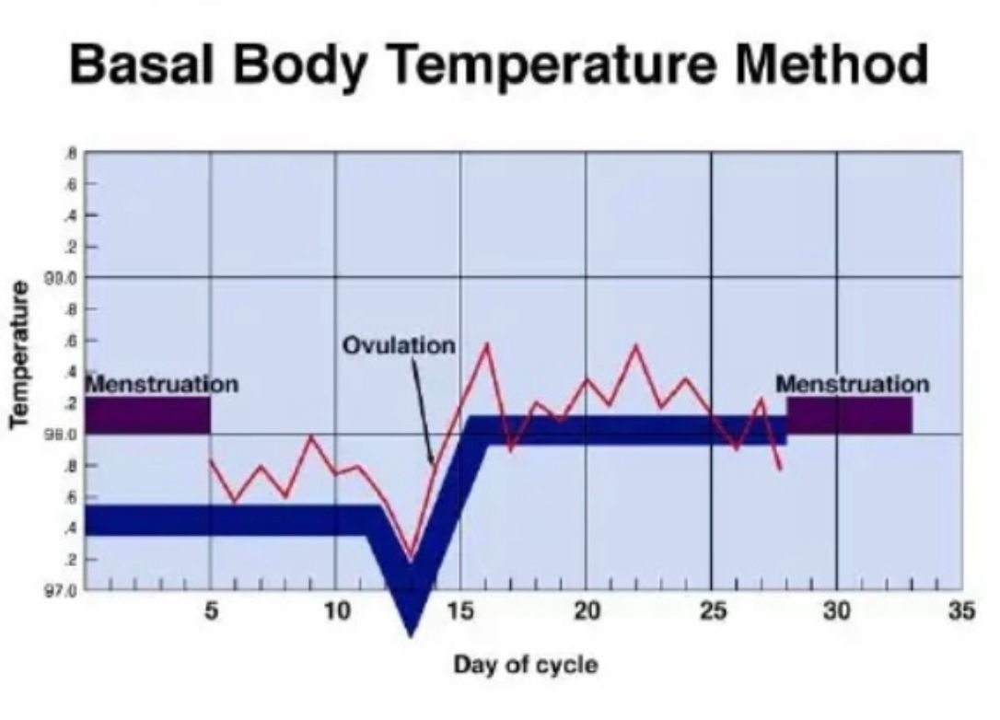 Basal Body Temperature Method
.8
.6
.4
.2
99.0
.8
.6
.4
.2
98.0
.8
.6
.4
.2
97.0
Temperature
Menstruation
Ovulation
Menstruation
5 10 15 20 25 30 35
Day of cycle